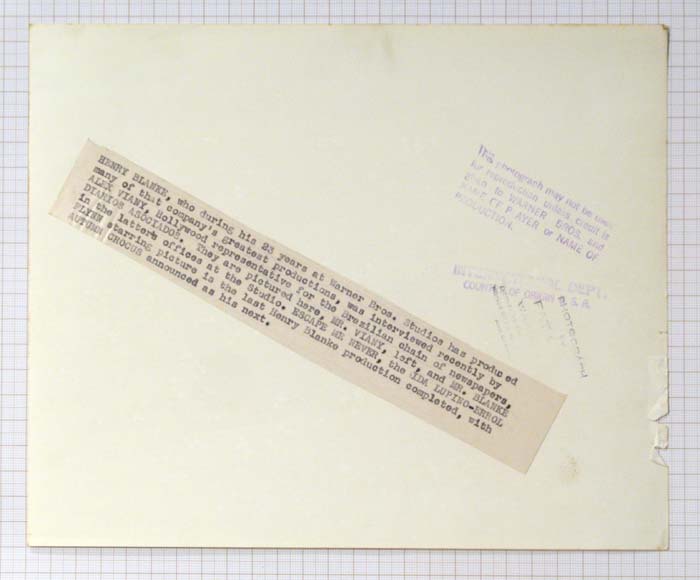 HENRY BLANKE, who during his 23 years at Warner Bros. Studios has produced
many of that company's greatest productions, was interviewed recently by
ALEX VIANY, Hollywood representative for the Brazilian chain of newspapers,
DIARIOS ASOCIADOS. They are pictured here, MR. VIANY, left, and MR. BLANKE
in the latter's offices at the Studio. ESCAPE ME NEVER, the IDA LUPINO-ERROL
FLYNN starring picture is the last Henry Blanke production completed, with
AUTUMN CROCUS announced as his next.
This photograph may not be used
for reproduction unless credit is
given to WARNER BROS. and
NAME OF PLAYER or NAME OF
PRODUCTION.
INTERNATIONAL DEPT.
COUNTRY OF ORIGIN U.S.A.
PHOTOGRAPH